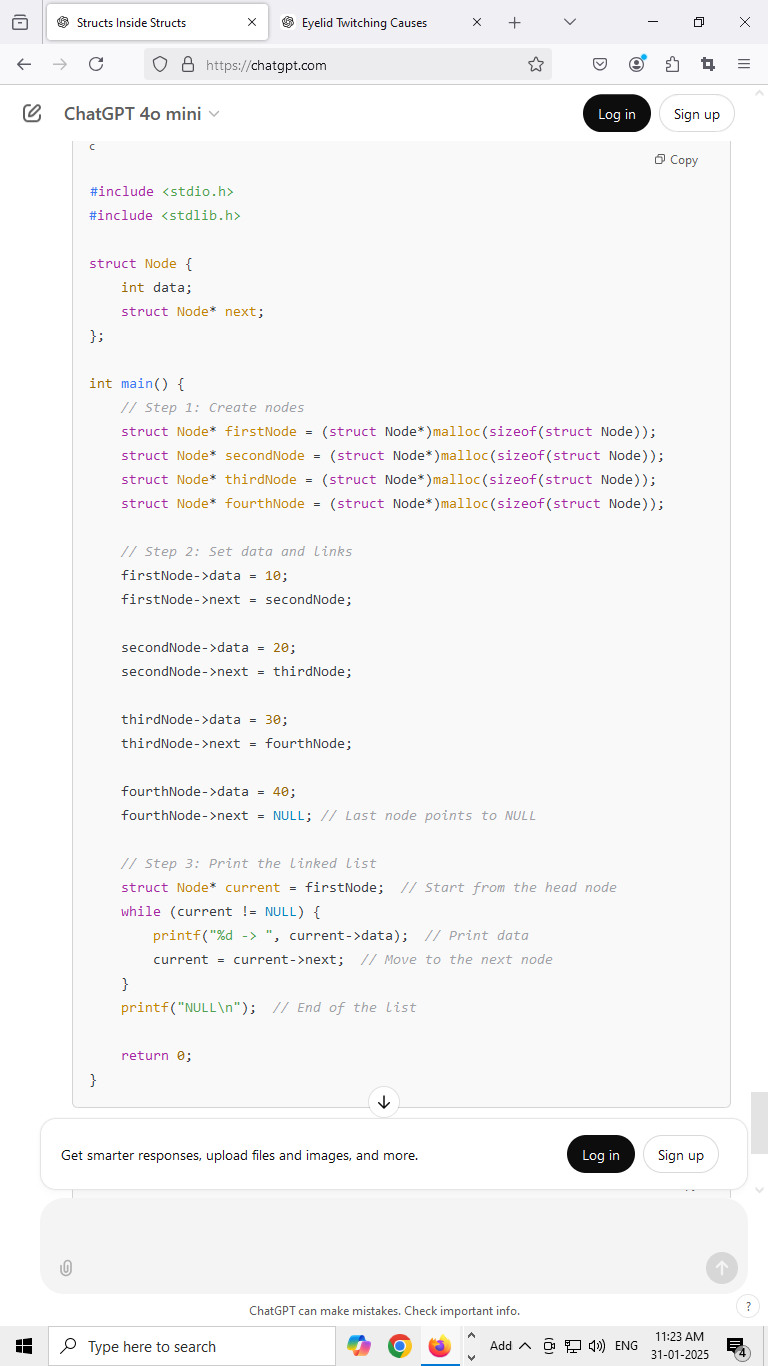 Structs Inside Structs
Eyelid Twitching Causes
https://chatgpt.com
ChatGPT 4o mini
Log in
Sign up
c
Copy
#include <stdio.h>
#include <stdlib.h>
struct Node {
    int data;
    struct Node* next;
};
int main() {
    // Step 1: Create nodes
    struct Node* firstNode = (struct Node*)malloc(sizeof(struct Node));
    struct Node* secondNode = (struct Node*)malloc(sizeof(struct Node));
    struct Node* thirdNode = (struct Node*)malloc(sizeof(struct Node));
    struct Node* fourthNode = (struct Node*)malloc(sizeof(struct Node));
    // Step 2: Set data and links
    firstNode->data = 10;
    firstNode->next = secondNode;
    secondNode->data = 20;
    secondNode->next = thirdNode;
    thirdNode->data = 30;
    thirdNode->next = fourthNode;
    fourthNode->data = 40;
    fourthNode->next = NULL; // Last node points to NULL
    // Step 3: Print the linked list
    struct Node* current = firstNode;  // Start from the head node
    while (current != NULL) {
        printf("%d -> ", current->data);  // Print data
        current = current->next;  // Move to the next node
    }
    printf("NULL\n");  // End of the list
    return 0;
}
Get smarter responses, upload files and images, and more.
Log in
Sign up
ChatGPT can make mistakes. Check important info.
?
Type here to search
Add
ENG
11:23 AM
31-01-2025
4